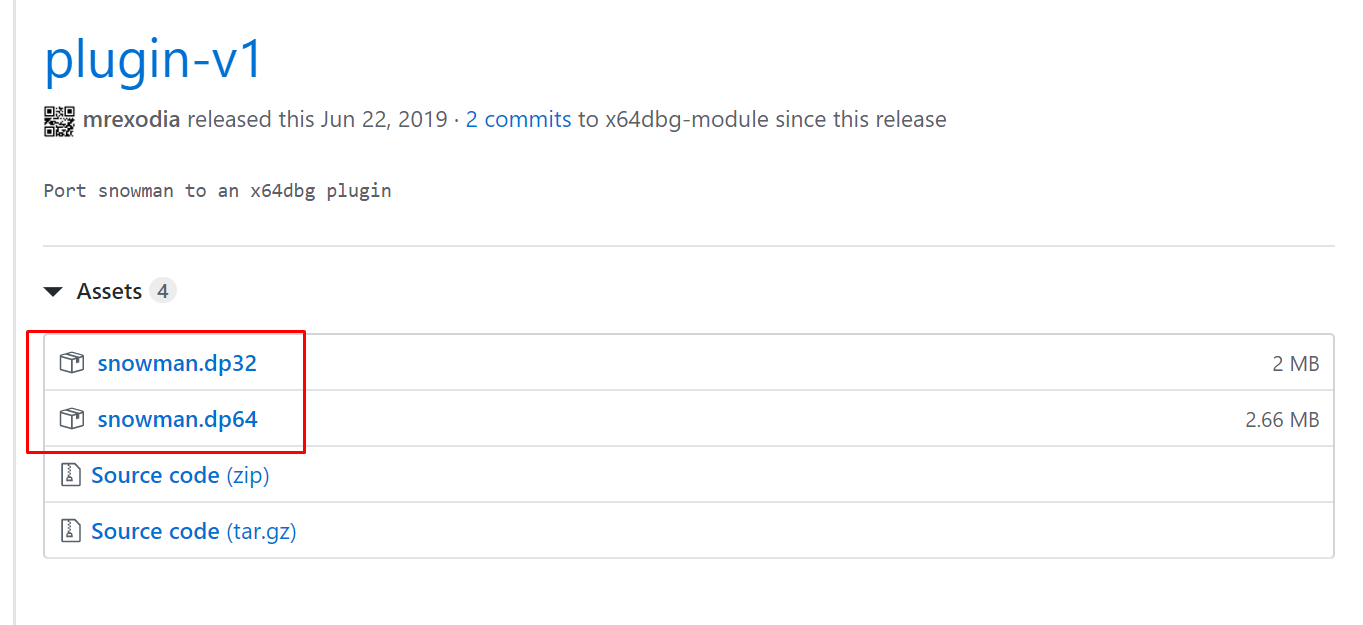 plugin-v1
mrexodia released this Jun 22, 2019 · 2 commits to x64dbg-module since this release
Port snowman to an x64dbg plugin
Assets 4
snowman.dp32 2 MB
snowman.dp64 2.66 MB
Source code (zip)
Source code (tar.gz)